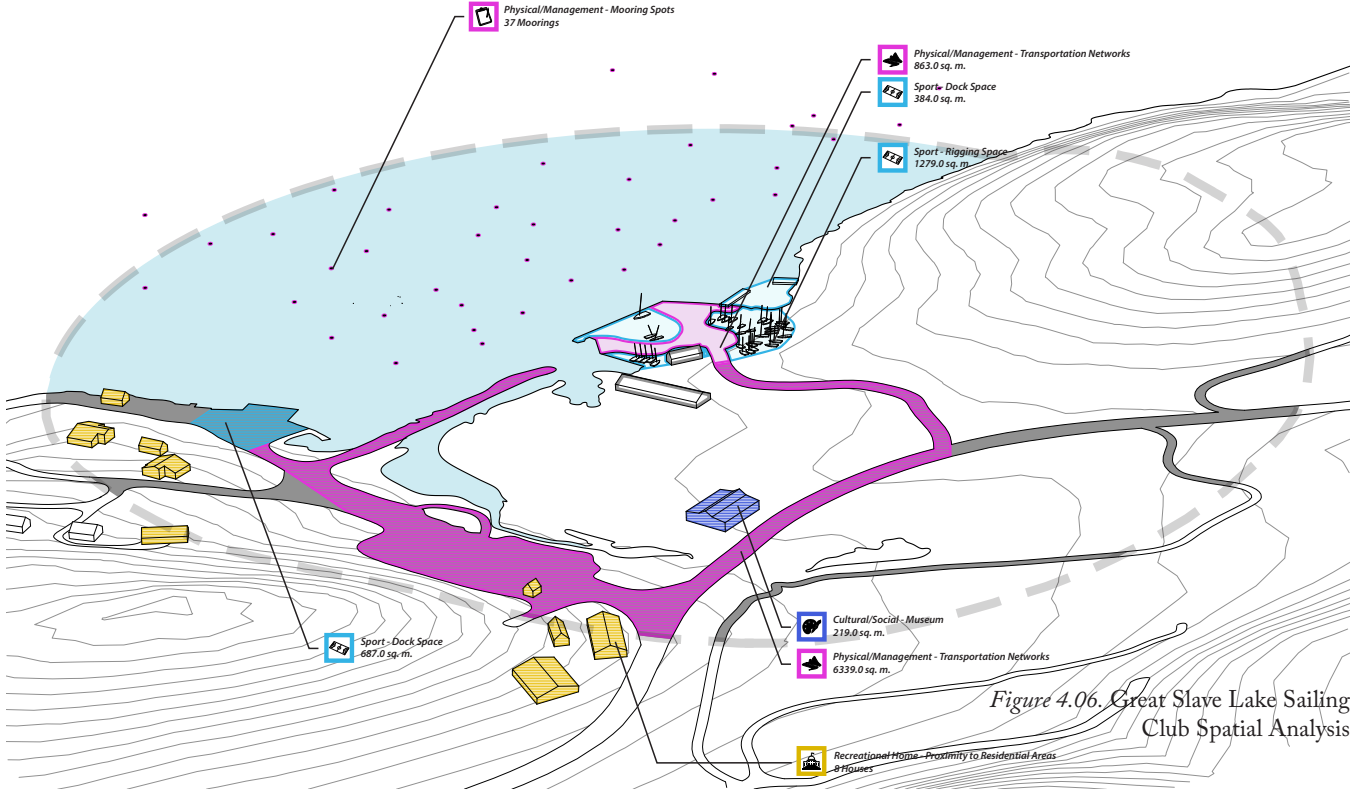 Physical/Management - Mooring Spots
37 Moorings
Physical/Management - Transportation Networks
863.0 sq. m.
Sport - Dock Space
384.0 sq. m.
Sport - Rigging Space
1279.0 sq. m.
Sport - Dock Space
687.0 sq. m.
Cultural/Social - Museum
219.0 sq. m.
Physical/Management - Transportation Networks
6339.0 sq. m.
Figure 4.06. Great Slave Lake Sailing
Club Spatial Analysis
Recreational Home - Proximity to Residential Areas
8 Houses